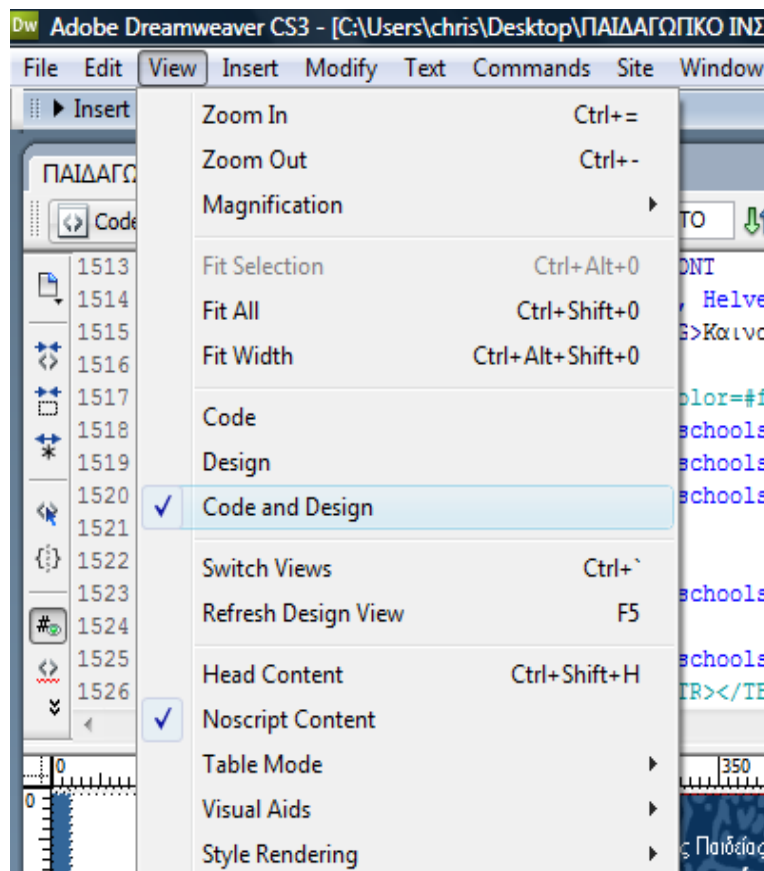 Dw Adobe Dreamweaver CS3 - [C:\Users\chris\Desktop\ΠΑΙΔΑΓΩΓΙΚΟ ΙΝΣ
File Edit View Insert Modify Text Commands Site Window
Insert
Zoom In Ctrl+=
Zoom Out Ctrl+-
ΠΑΙΔΑΓΩ
Magnification
Code ΤΟ
1513 Fit Selection Ctrl+Alt+0 ONT
1514 Fit All Ctrl+Shift+0 , Helve
1515 G>Καινο
1516 Fit Width Ctrl+Alt+Shift+0
1517 olor=#f
1518 Code schools
1519 Design schools
1520 Code and Design schools
1521
1522 Switch Views Ctrl+`
1523 schools
1524 Refresh Design View F5
1525 Head Content Ctrl+Shift+H schools
1526 TR></TE
Noscript Content
Table Mode
0 350
Visual Aids
0
Style Rendering ς Παιδείας